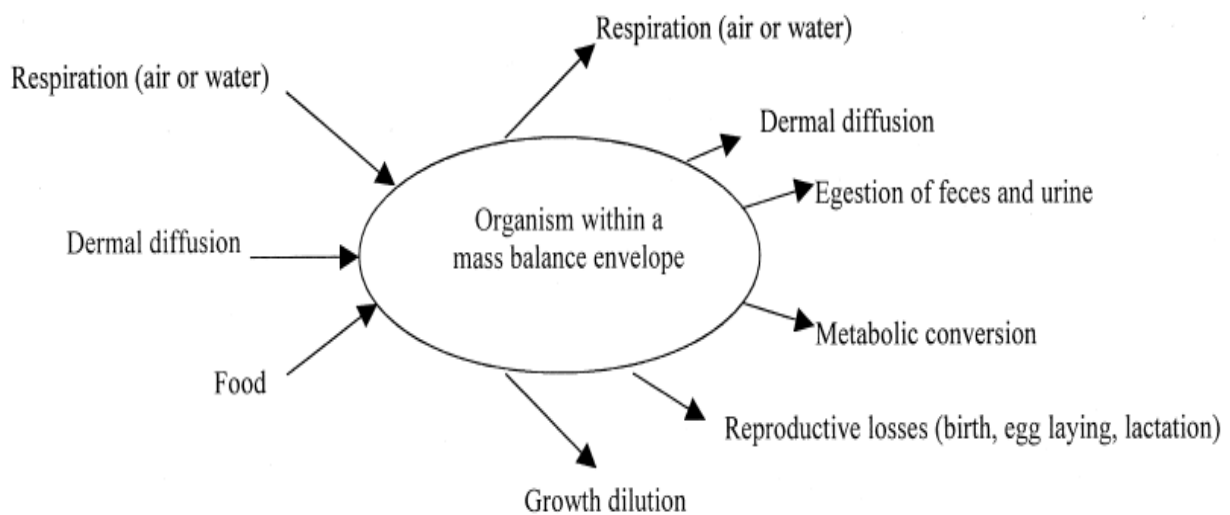 Respiration (air or water)
Respiration (air or water)
Dermal diffusion
Egestion of feces and urine
Organism within a
mass balance envelope
Dermal diffusion
Metabolic conversion
Food
Reproductive losses (birth, egg laying, lactation)
Growth dilution